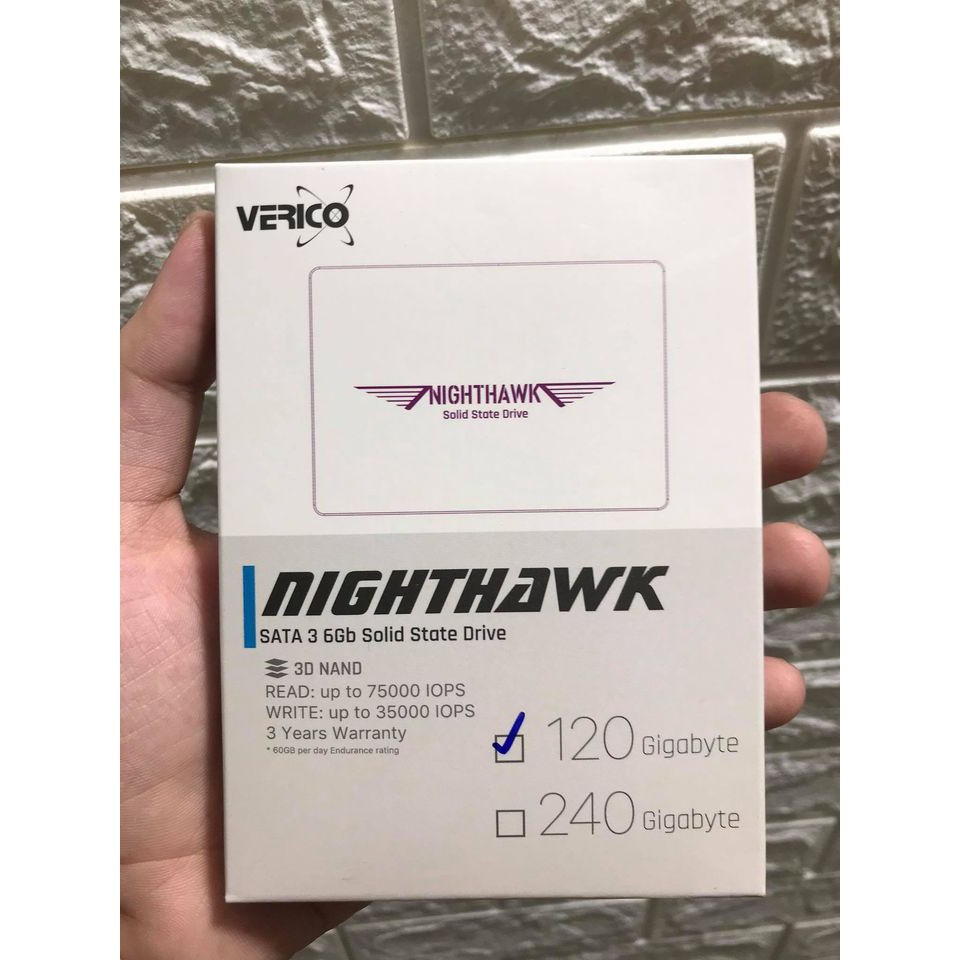 VERICO
NIGHTHAWK
Solid State Drive
NIGHTHAWK
SATA 3 6Gb Solid State Drive
3D NAND
READ: up to 75000 IOPS
WRITE: up to 35000 IOPS
3 Years Warranty
* 60GB per day Endurance rating
120 Gigabyte
240 Gigabyte